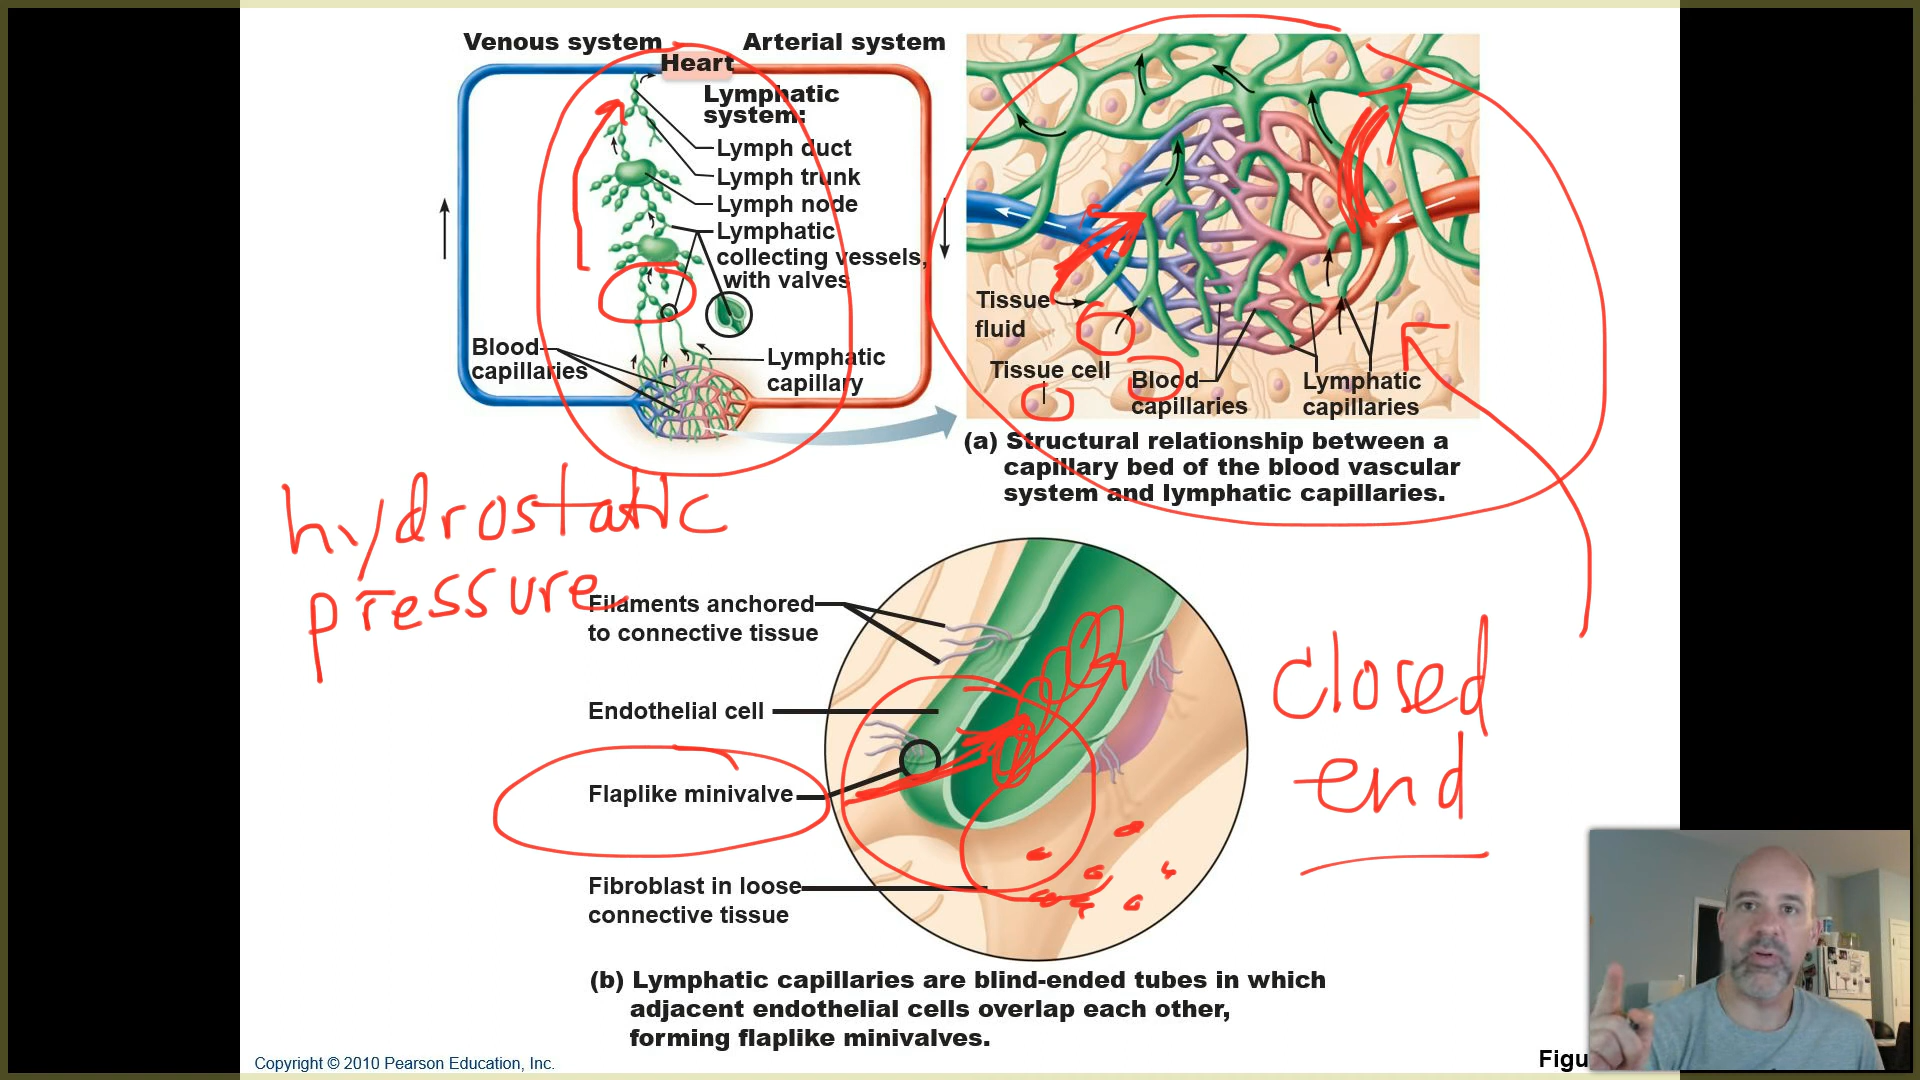 Venous system
Heart
Arterial system
Lymphatic
system:
Lymph duct
Lymph trunk
Lymph node
Lymphatic
collecting vessels,
with valves
Blood
capillaries
Lymphatic
capillary
Tissue
fluid
Tissue cell
Blood
capillaries
Lymphatic
capillaries
(a) Structural relationship between a
capillary bed of the blood vascular
system and lymphatic capillaries.
hydrostatic
pressure
Filaments anchored
to connective tissue
Endothelial cell
Flaplike minivalve
Fibroblast in loose
connective tissue
closed
end
(b) Lymphatic capillaries are blind-ended tubes in which
adjacent endothelial cells overlap each other,
forming flaplike minivalves.
Copyright © 2010 Pearson Education, Inc.
Figu